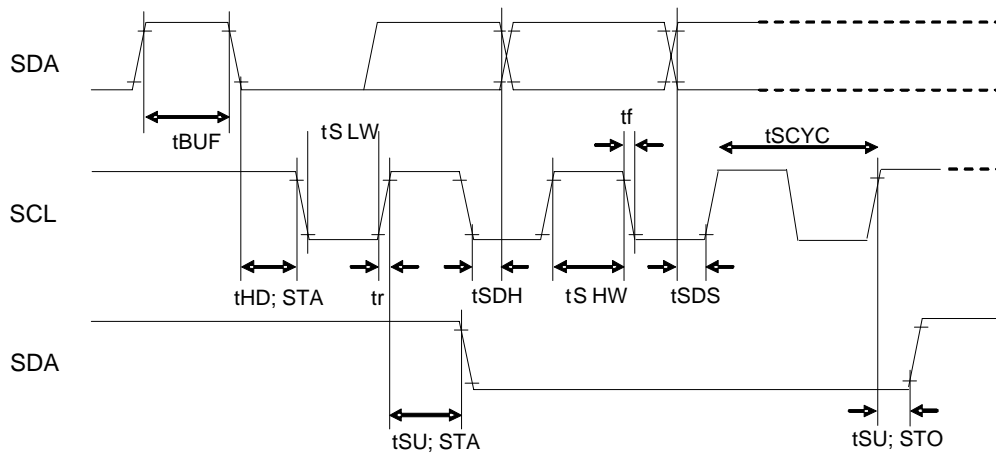 SDA
tBUF
tS LW
tf
tSCYC
SCL
tHD; STA
tr
tSDH
tS HW
tSDS
SDA
tSU; STA
tSU; STO